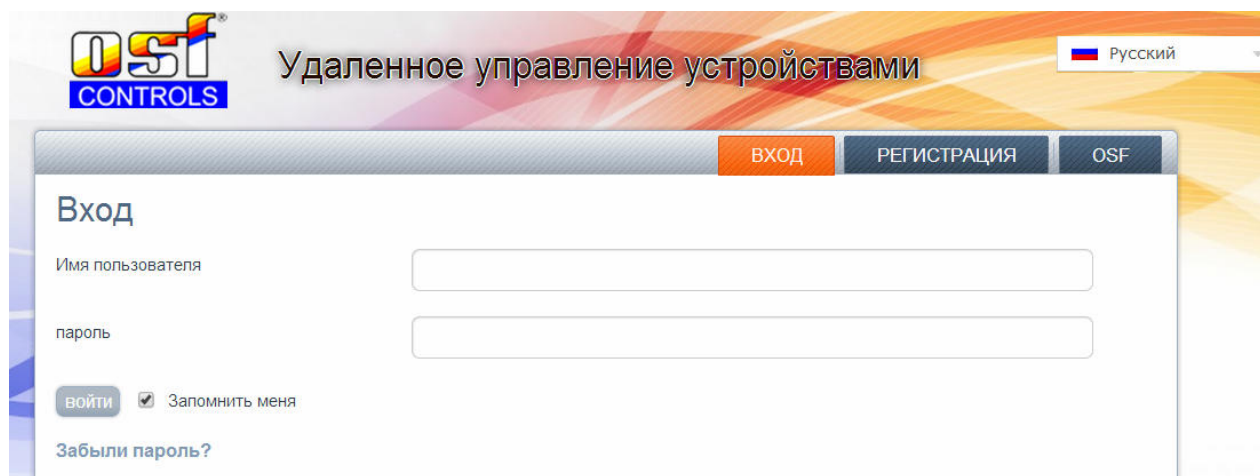 osf®
CONTROLS
Удаленное управление устройствами
Русский
ВХОД
РЕГИСТРАЦИЯ
OSF
Вход
Имя пользователя
пароль
войти
Запомнить меня
Забыли пароль?